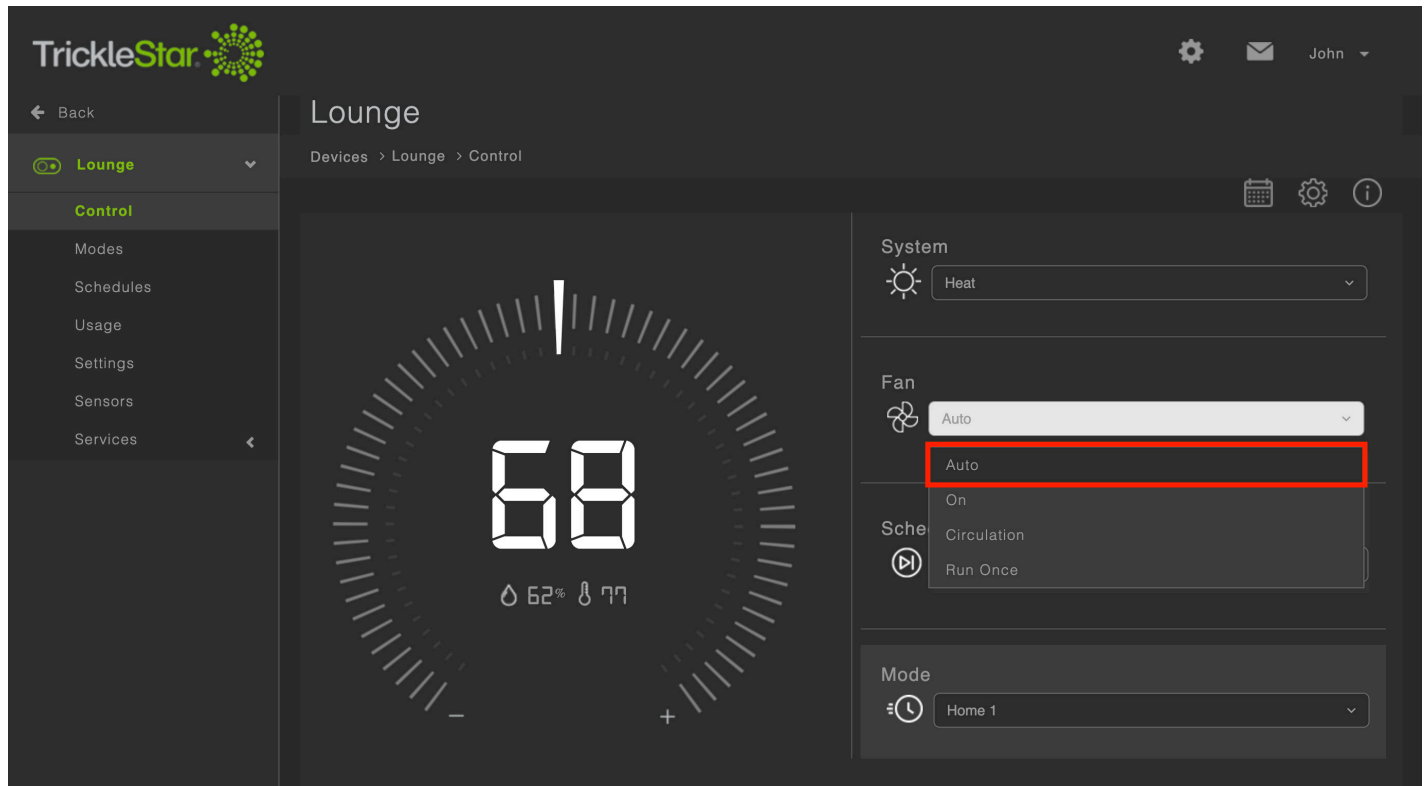 TrickleStar®
John
Back
Lounge
Devices > Lounge > Control
Lounge
Control
Modes
Schedules
Usage
Settings
Sensors
Services
68
62% 77
− +
System
Heat
Fan
Auto
Auto
On
Circulation
Run Once
Sche
Mode
Home 1